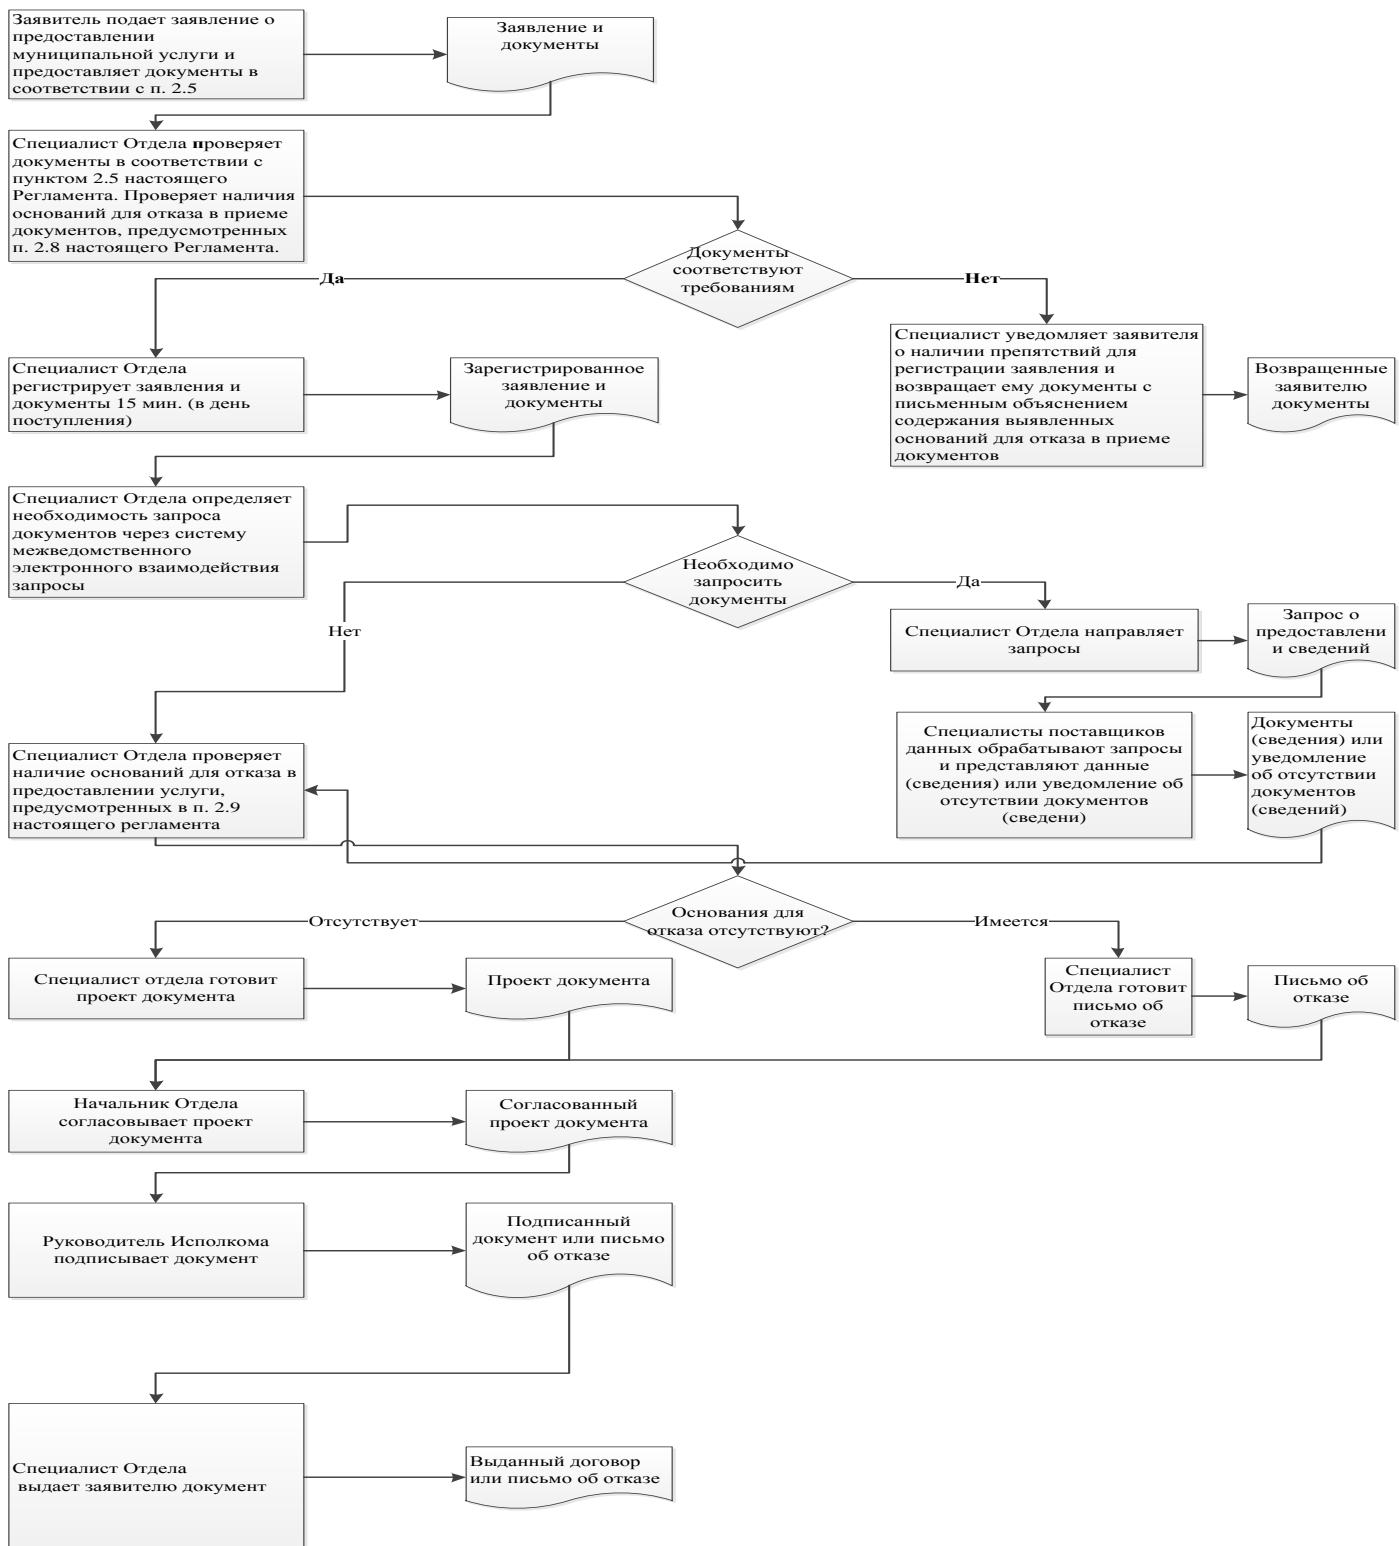 Заявитель подает заявление о
предоставлении
муниципальной услуги и
предоставляет документы в
соответствии с п. 2.5
Заявление и
документы
Специалист Отдела проверяет
документы в соответствии с
пунктом 2.5 настоящего
Регламента. Проверяет наличия
оснований для отказа в приеме
документов, предусмотренных
п. 2.8 настоящего Регламента.
Документы
соответствуют
требованиям
Да
Нет
Специалист Отдела
регистрирует заявления и
документы 15 мин. (в день
поступления)
Зарегистрированное
заявление и
документы
Специалист уведомляет заявителя
о наличии препятствий для
регистрации заявления и
возвращает ему документы с
письменным объяснением
содержания выявленных
оснований для отказа в приеме
документов
Возвращенные
заявителю
документы
Специалист Отдела определяет
необходимость запроса
документов через систему
межведомственного
электронного взаимодействия
запросы
Необходимо
запросить
документы
Да
Нет
Специалист Отдела направляет
запросы
Запрос о
предоставлени
и сведений
Специалисты поставщиков
данных обрабатывают запросы
и представляют данные
(сведения) или уведомление об
отсутствии документов
(сведени)
Документы
(сведения) или
уведомление
об отсутствии
документов
(сведений)
Специалист Отдела проверяет
наличие оснований для отказа в
предоставлении услуги,
предусмотренных в п. 2.9
настоящего регламента
Основания для
отказа отсутствуют?
Отсутствует
Имеется
Специалист отдела готовит
проект документа
Проект документа
Специалист
Отдела готовит
письмо об
отказе
Письмо об
отказе
Начальник Отдела
согласовывает проект
документа
Согласованный
проект документа
Руководитель Исполкома
подписывает документ
Подписанный
документ или письмо
об отказе
Специалист Отдела
выдает заявителю документ
Выданный договор
или письмо об отказе